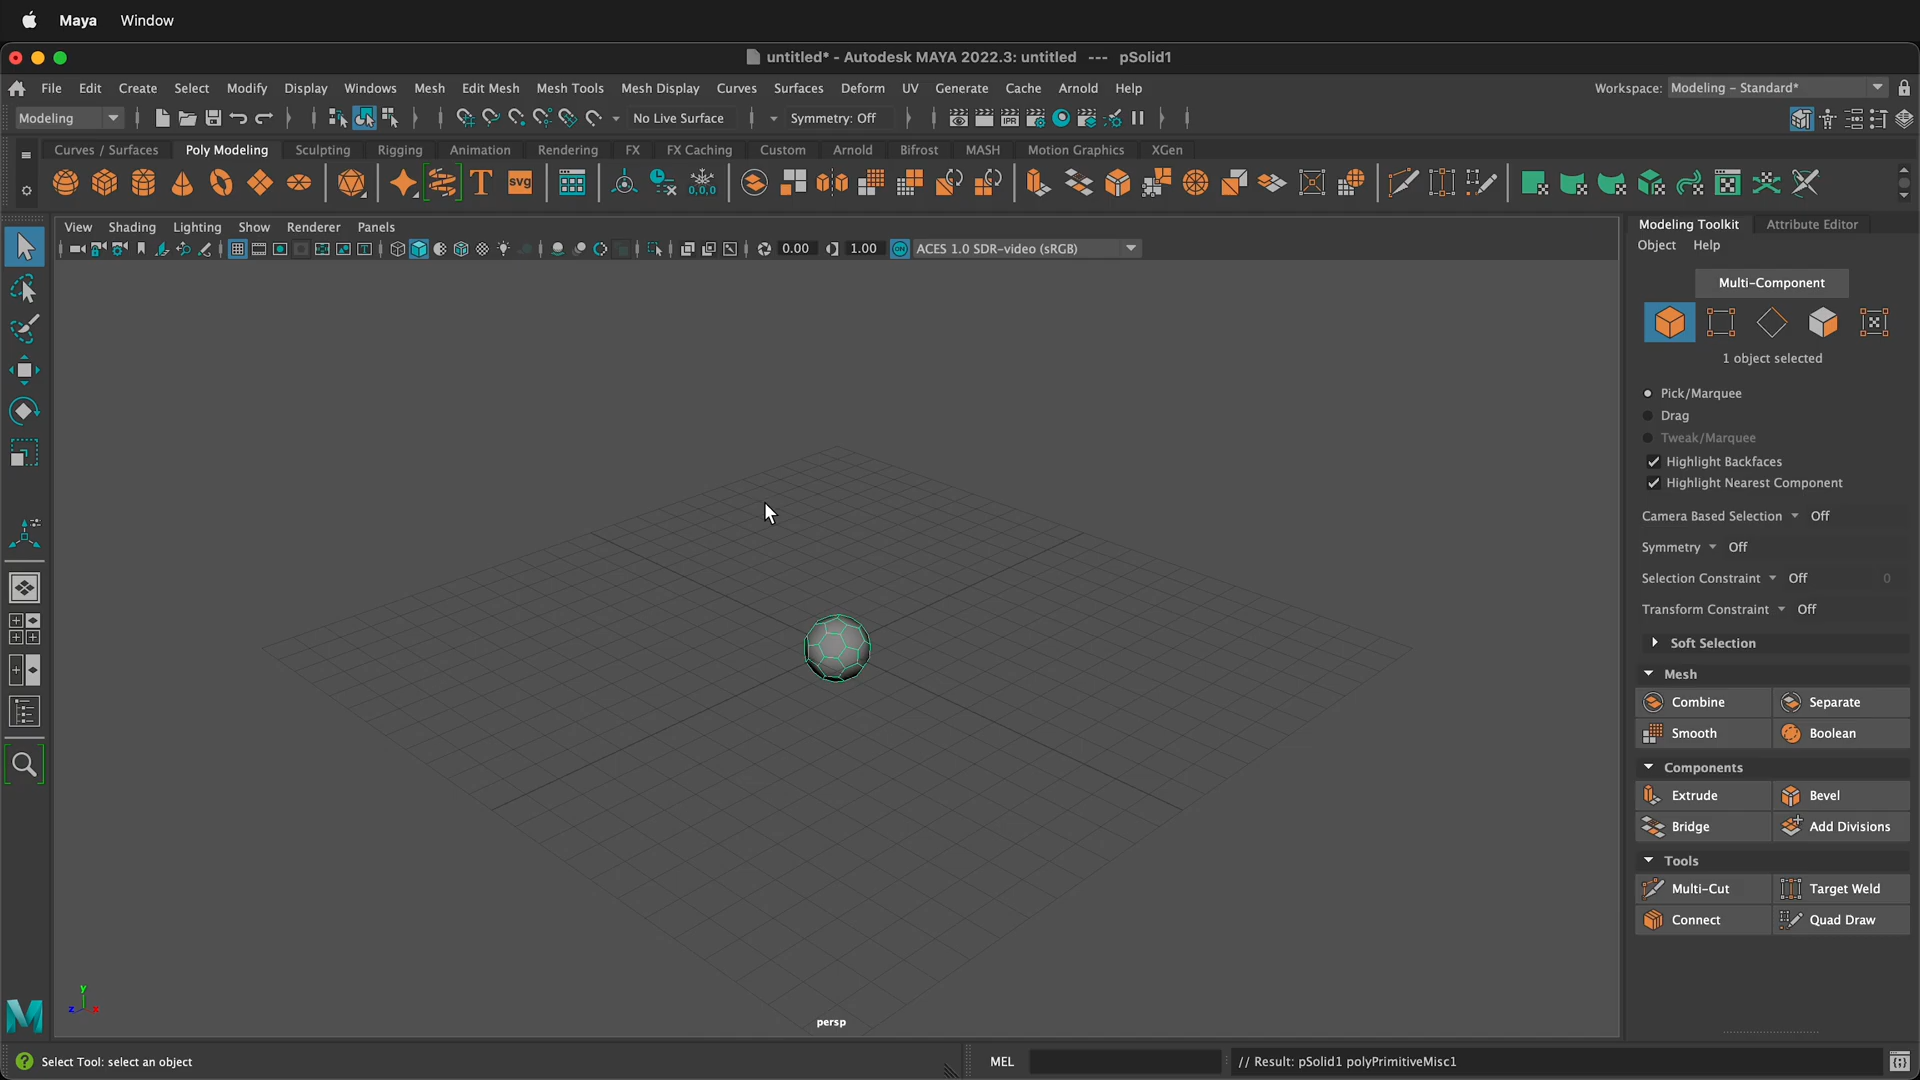 Maya Window
untitled* - Autodesk MAYA 2022.3: untitled --- pSolid1
File Edit Create Select Modify Display Windows Mesh Edit Mesh Mesh Tools Mesh Display Curves Surfaces Deform UV Generate Cache Arnold Help Workspace: Modeling - Standard*
Modeling No Live Surface Symmetry: Off
Curves / Surfaces Poly Modeling Sculpting Rigging Animation Rendering FX FX Caching Custom Arnold Bifrost MASH Motion Graphics XGen
T svg 0,0,0
View Shading Lighting Show Renderer Panels
0.00 1.00 ON ACES 1.0 SDR-video (sRGB)
Modeling Toolkit Attribute Editor
Object Help
Multi-Component
1 object selected
Pick/Marquee
Drag
Tweak/Marquee
Highlight Backfaces
Highlight Nearest Component
Camera Based Selection Off
Symmetry Off
Selection Constraint Off 0
Transform Constraint Off
Soft Selection
Mesh
Combine Separate
Smooth Boolean
Components
Extrude Bevel
Bridge Add Divisions
Tools
Multi-Cut Target Weld
Connect Quad Draw
y
z x
persp
M
Select Tool: select an object MEL // Result: pSolid1 polyPrimitiveMisc1